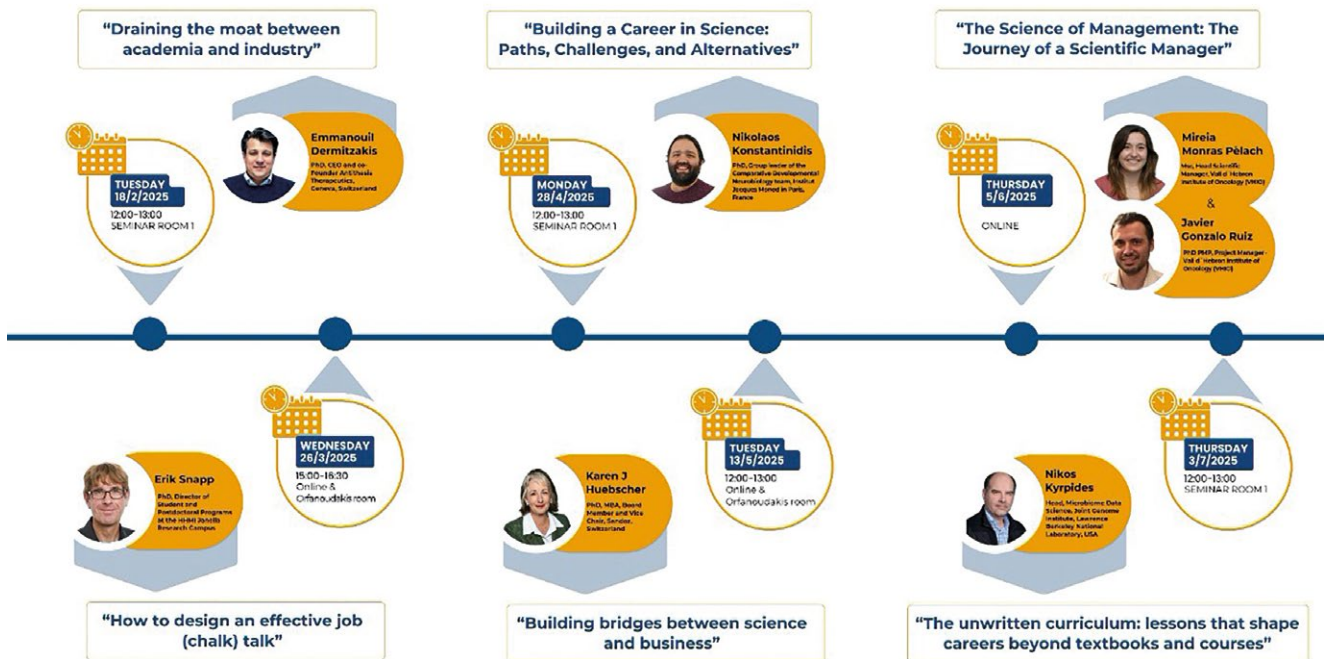 “Draining the moat between
academia and industry”
TUESDAY
18/2/2025
12:00-13:00
SEMINAR ROOM 1
Emmanouil
Dermitzakis
PhD, CEO and co-
Founder Antithesis
Therapeutics,
Geneva, Switzerland
“Building a Career in Science:
Paths, Challenges, and Alternatives”
MONDAY
28/4/2025
12:00-13:00
SEMINAR ROOM 1
Nikolaos
Konstantinidis
PhD, Group leader of the
Comparative Developmental
Neurobiology team, Institut
Jacques Monod in Paris,
France
“The Science of Management: The
Journey of a Scientific Manager”
THURSDAY
5/6/2025
ONLINE
Mireia
Monras Pèlach
Msc, Head Scientific
Manager, Vall d´Hebron
Institute of Oncology (VHIO)
&
Javier
Gonzalo Ruiz
PhD PMP, Project Manager-
Vall d´Hebron Institute of
Oncology (VHIO)
Erik Snapp
PhD, Director of
Student and
Postdoctoral Programs
at the HHMI Janelia
Research Campus
WEDNESDAY
26/3/2025
15:00-16:30
Online &
Orfanoudakis room
“How to design an effective job
(chalk) talk”
Karen J
Huebscher
PhD, MBA, Board
Member and Vice
Chair, Sandoz,
Switzerland
TUESDAY
13/5/2025
12:00-13:00
Online &
Orfanoudakis room
“Building bridges between science
and business”
Nikos
Kyrpides
Head, Microbiome Data
Science, Joint Genome
Institute, Lawrence
Berkeley National
Laboratory, USA
THURSDAY
3/7/2025
12:00-13:00
SEMINAR ROOM 1
“The unwritten curriculum: lessons that shape
careers beyond textbooks and courses”